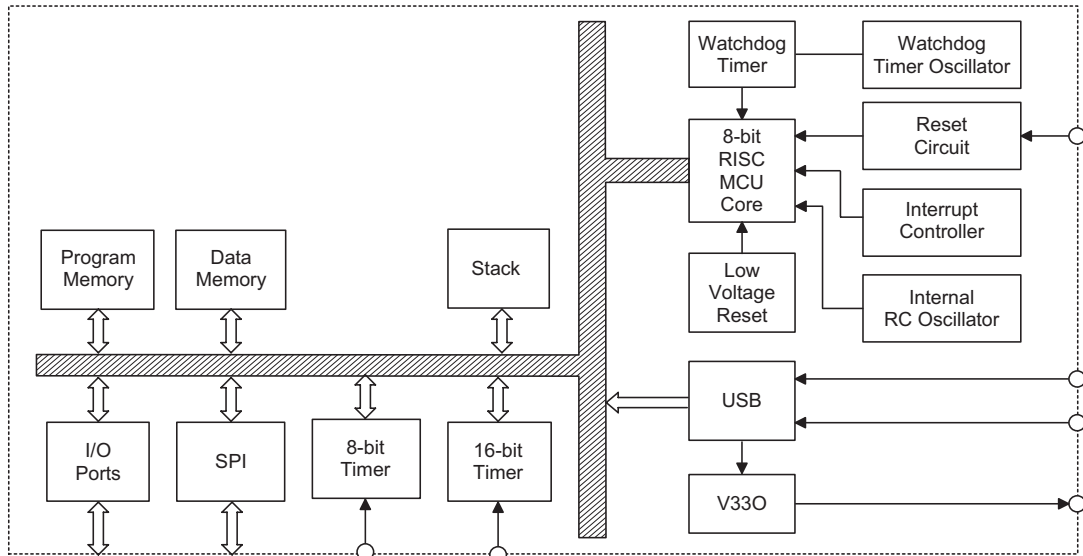 Watchdog
Timer
Watchdog
Timer Oscillator
8-bit
RISC
MCU
Core
Reset
Circuit
Interrupt
Controller
Program
Memory
Data
Memory
Stack
Low
Voltage
Reset
Internal
RC Oscillator
USB
I/O
Ports
SPI
8-bit
Timer
16-bit
Timer
V33O